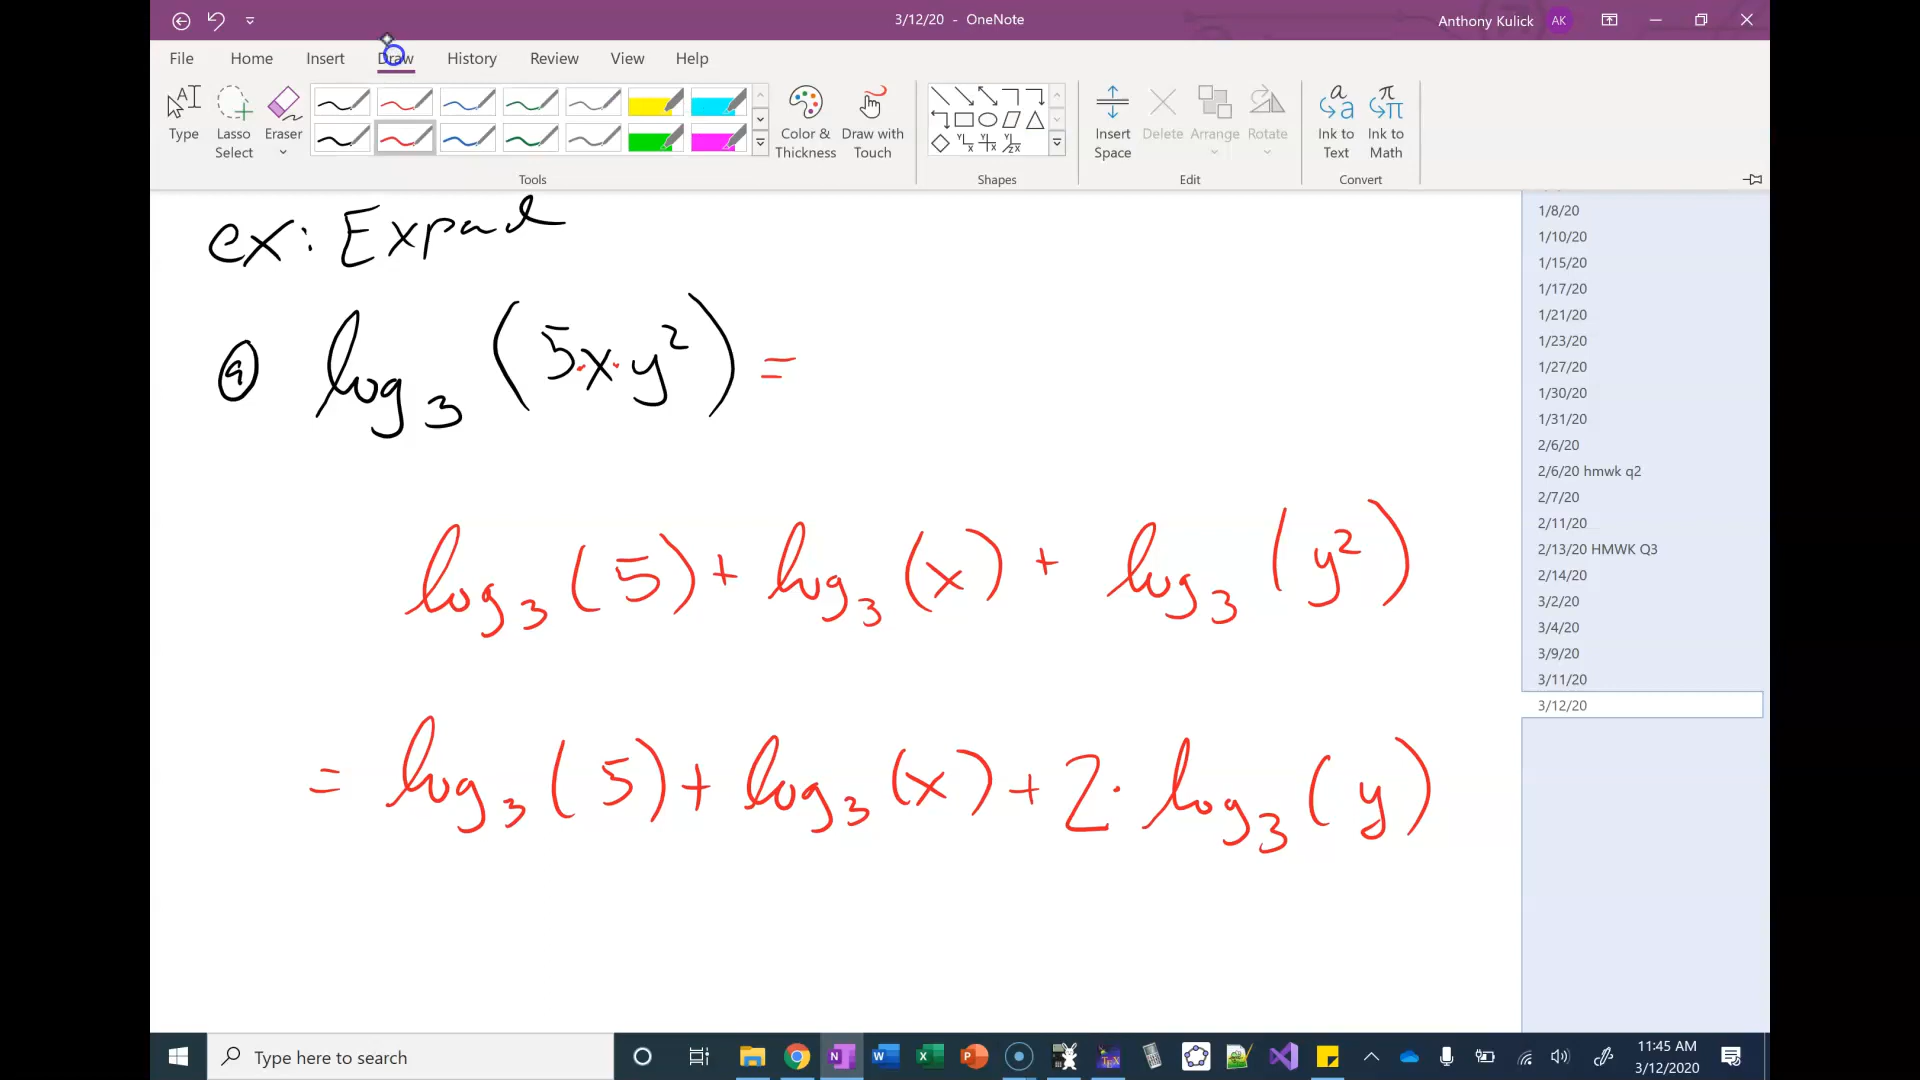 3/12/20 - OneNote
Anthony Kulick AK
File Home Insert Draw History Review View Help
Type
Lasso Select
Eraser
Color & Thickness
Draw with Touch
Insert Space
Delete
Arrange
Rotate
Ink to Text
Ink to Math
Tools Shapes Edit Convert
ex: Expand
ⓐ log₃ (5·x·y²) =
log₃ (5) + log₃ (x) + log₃ (y²)
= log₃ (5) + log₃ (x) + 2· log₃ (y)
1/8/20
1/10/20
1/15/20
1/17/20
1/21/20
1/23/20
1/27/20
1/30/20
1/31/20
2/6/20
2/6/20 hmwk q2
2/7/20
2/11/20
2/13/20 HMWK Q3
2/14/20
3/2/20
3/4/20
3/9/20
3/11/20
3/12/20
Type here to search
11:45 AM
3/12/2020